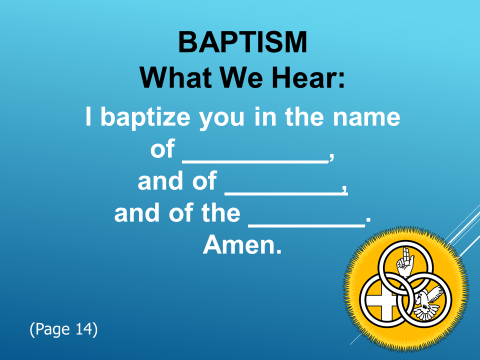 BAPTISM
What We Hear:
I baptize you in the name
of __________,
and of ________,
and of the ________.
Amen.
(Page 14)